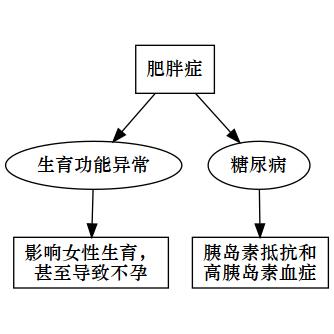 肥胖症
生育功能异常
糖尿病
影响女性生育，
甚至导致不孕
胰岛素抵抗和
高胰岛素血症